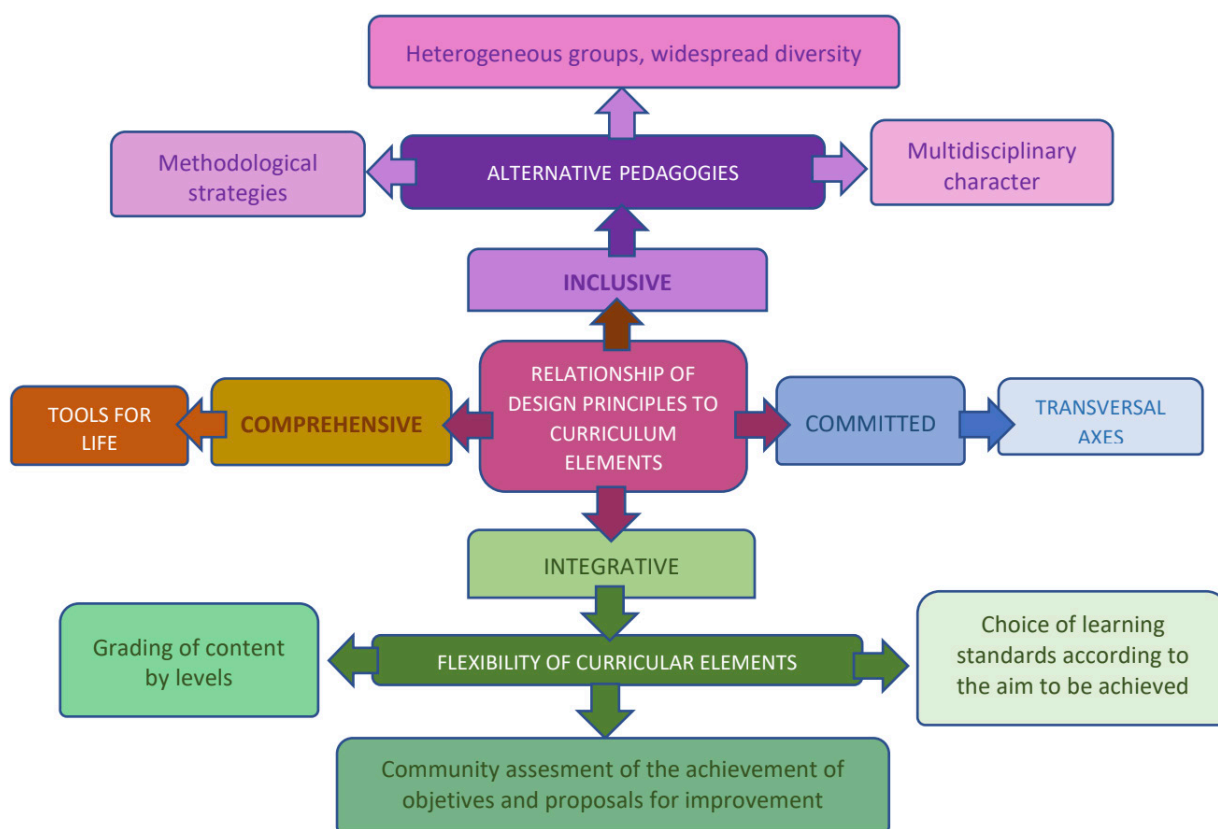 Heterogeneous groups, widespread diversity
Methodological
strategies
ALTERNATIVE PEDAGOGIES
Multidisciplinary
character
INCLUSIVE
TOOLS FOR
LIFE
COMPREHENSIVE
RELATIONSHIP OF
DESIGN PRINCIPLES TO
CURRICULUM
ELEMENTS
COMMITTED
TRANSVERSAL
AXES
INTEGRATIVE
Grading of content
by levels
FLEXIBILITY OF CURRICULAR ELEMENTS
Choice of learning
standards according to
the aim to be achieved
Community assesment of the achievement of
objetives and proposals for improvement